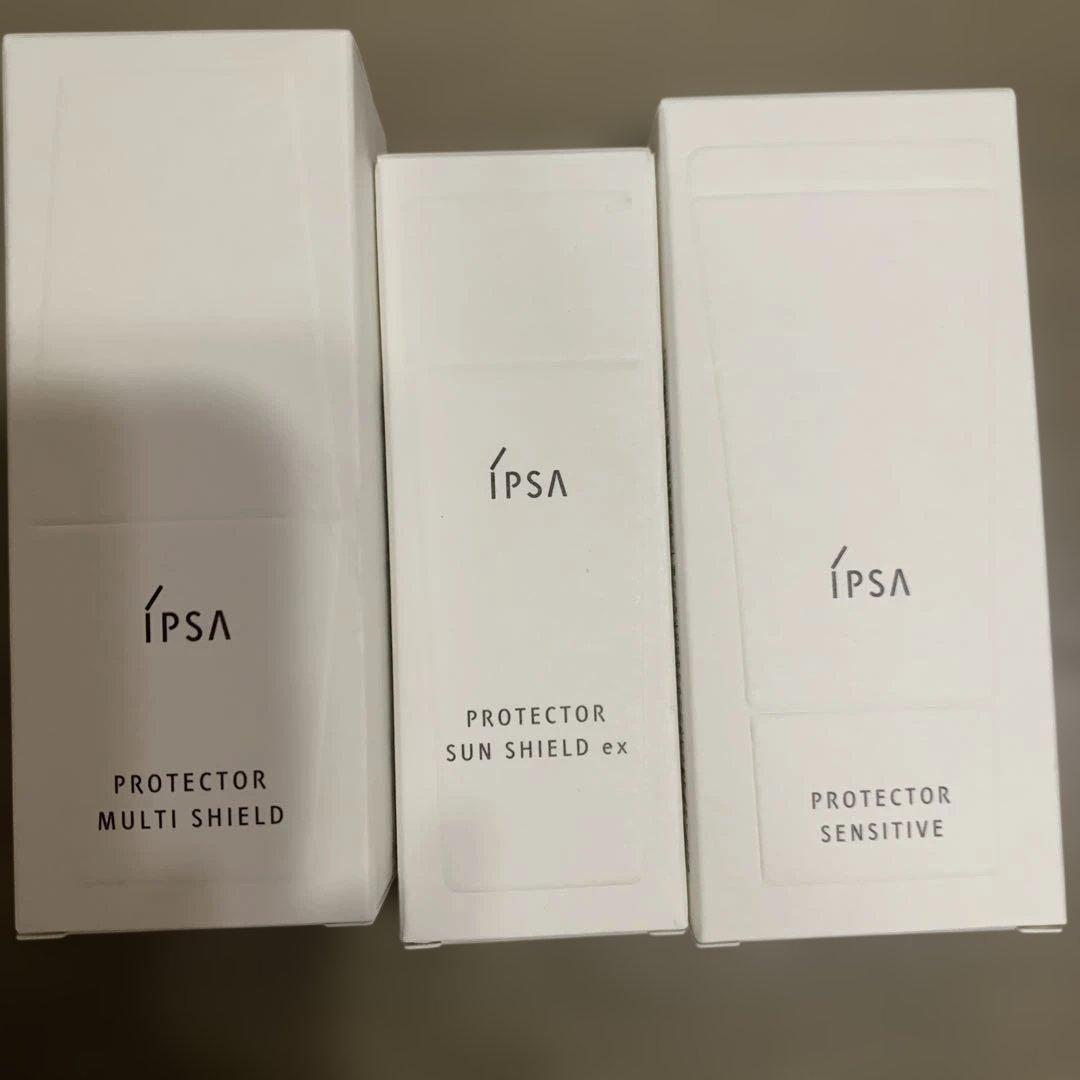 ÍPSA
PROTECTOR
MULTI SHIELD
ÍPSA
PROTECTOR
SUN SHIELD ex
ÍPSA
PROTECTOR
SENSITIVE